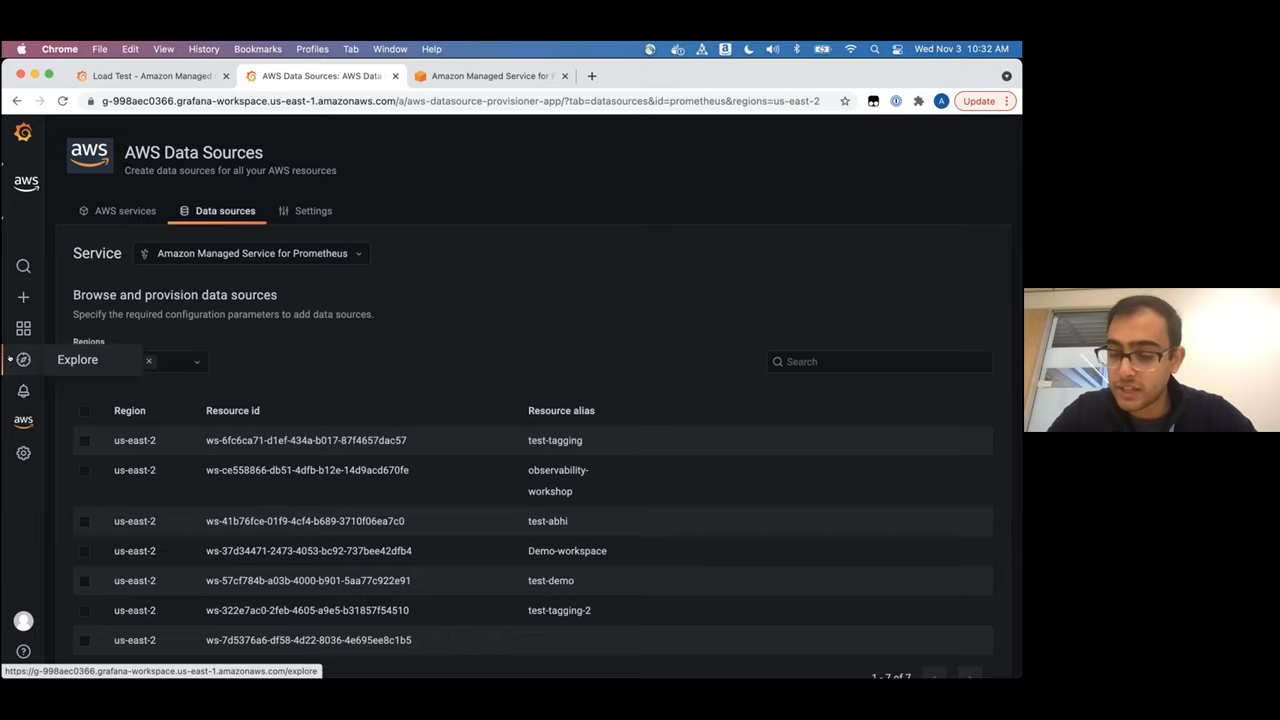 Chrome File Edit View History Bookmarks Profiles Tab Window Help Wed Nov 3 10:32 AM
Load Test - Amazon Managed
AWS Data Sources: AWS Data
Amazon Managed Service for
g-998aec0366.grafana-workspace.us-east-1.amazonaws.com/a/aws-datasource-provisioner-app/?tab=datasources&id=prometheus&regions=us-east-2
A
Update
aws
AWS Data Sources
Create data sources for all your AWS resources
aws
AWS services
Data sources
Settings
Service
Amazon Managed Service for Prometheus
Browse and provision data sources
Specify the required configuration parameters to add data sources.
Regions
Explore
Search
aws
Region Resource id Resource alias
us-east-2 ws-6fc6ca71-d1ef-434a-b017-87f4657dac57 test-tagging
us-east-2 ws-ce558866-db51-4dfb-b12e-14d9acd670fe observability-
workshop
us-east-2 ws-41b76fce-01f9-4cf4-b689-3710f06ea7c0 test-abhi
us-east-2 ws-37d34471-2473-4053-bc92-737bee42dfb4 Demo-workspace
us-east-2 ws-57cf784b-a03b-4000-b901-5aa77c922e91 test-demo
us-east-2 ws-322e7ac0-2feb-4605-a9e5-b31857f54510 test-tagging-2
us-east-2 ws-7d5376a6-df58-4d22-8036-4e695ee8c1b5
1 - 7 of 7
https://g-998aec0366.grafana-workspace.us-east-1.amazonaws.com/explore